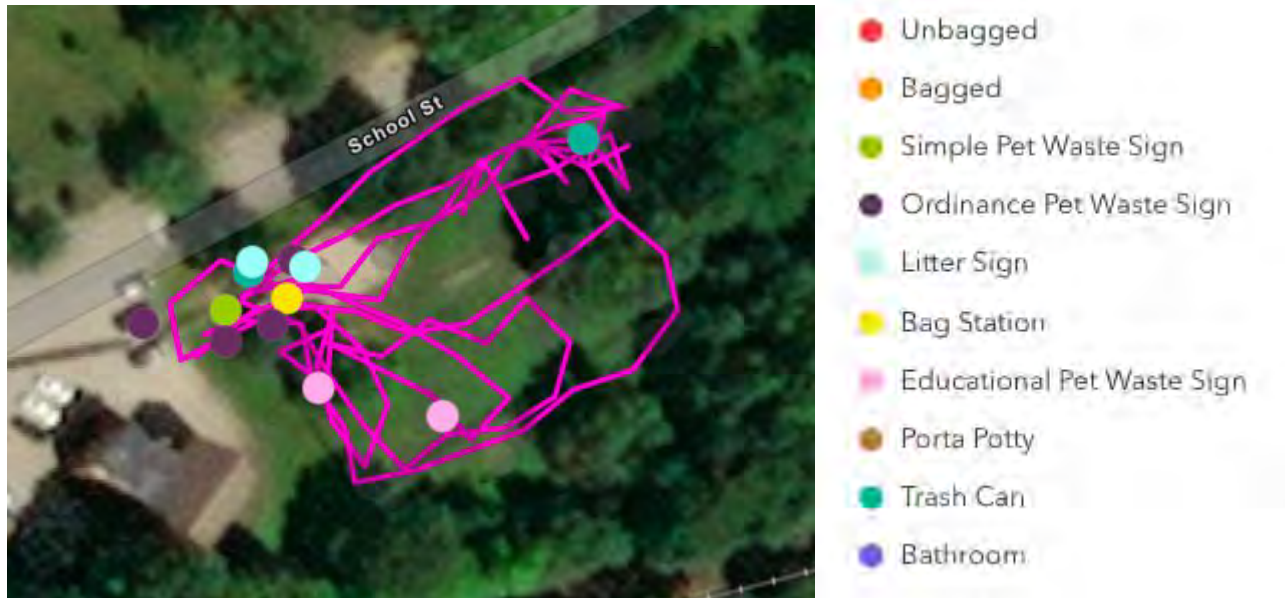 School St
Unbagged
Bagged
Simple Pet Waste Sign
Ordinance Pet Waste Sign
Litter Sign
Bag Station
Educational Pet Waste Sign
Porta Potty
Trash Can
Bathroom